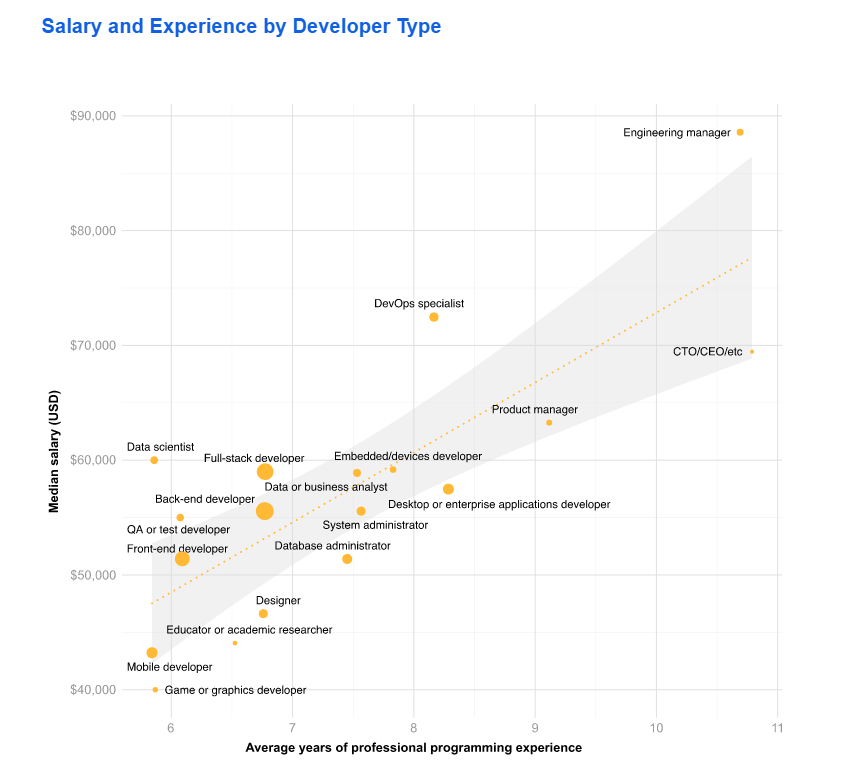 Salary and Experience by Developer Type
$90,000
Engineering manager
$80,000
DevOps specialist
$70,000
CTO/CEO/etc
Product manager
Data scientist
$60,000
Full-stack developer
Embedded/devices developer
Data or business analyst
Back-end developer
Desktop or enterprise applications developer
QA or test developer
System administrator
Front-end developer
Database administrator
$50,000
Designer
Educator or academic researcher
Mobile developer
$40,000
Game or graphics developer
Median salary (USD)
6 7 8 9 10 11
Average years of professional programming experience